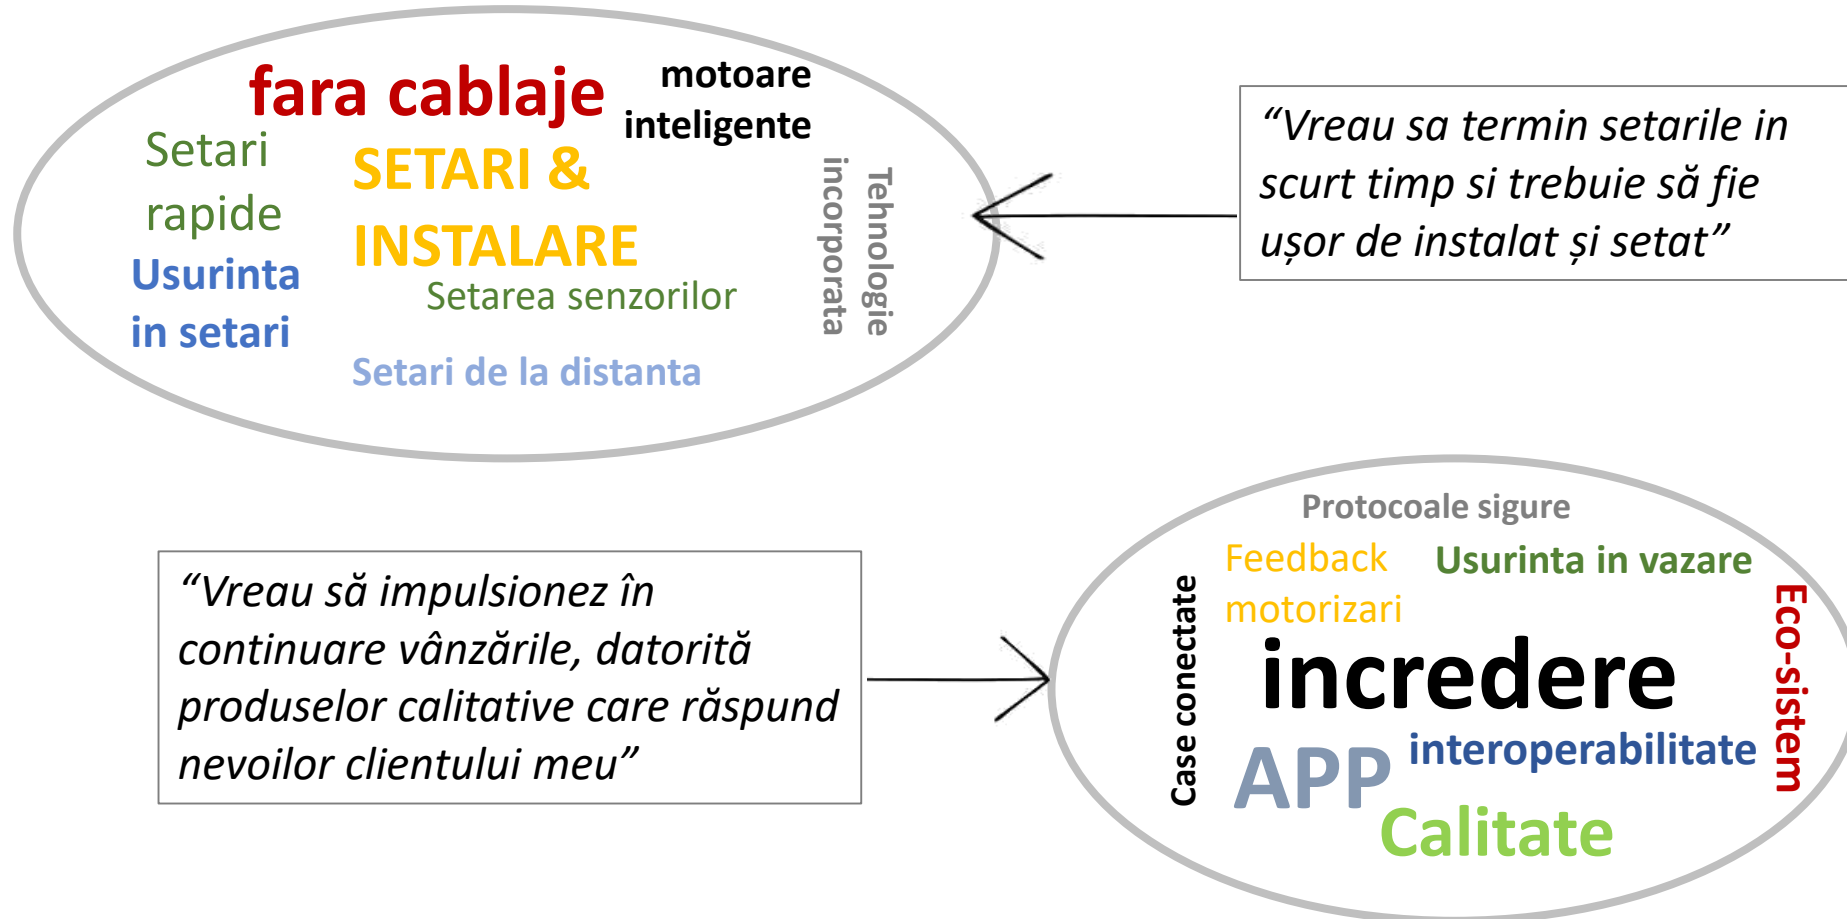 fara cablaje
motoare
inteligente
Setari
rapide
SETARI &
INSTALARE
Usurinta
in setari
Setarea senzorilor
Setari de la distanta
Tehnologie
incorporata
“Vreau sa termin setarile in
scurt timp si trebuie să fie
ușor de instalat și setat”
“Vreau să impulsionez în
continuare vânzările, datorită
produselor calitative care răspund
nevoilor clientului meu”
Protocoale sigure
Feedback
motorizari
Usurinta in vazare
Case conectate
incredere
Eco-sistem
APP
interoperabilitate
Calitate